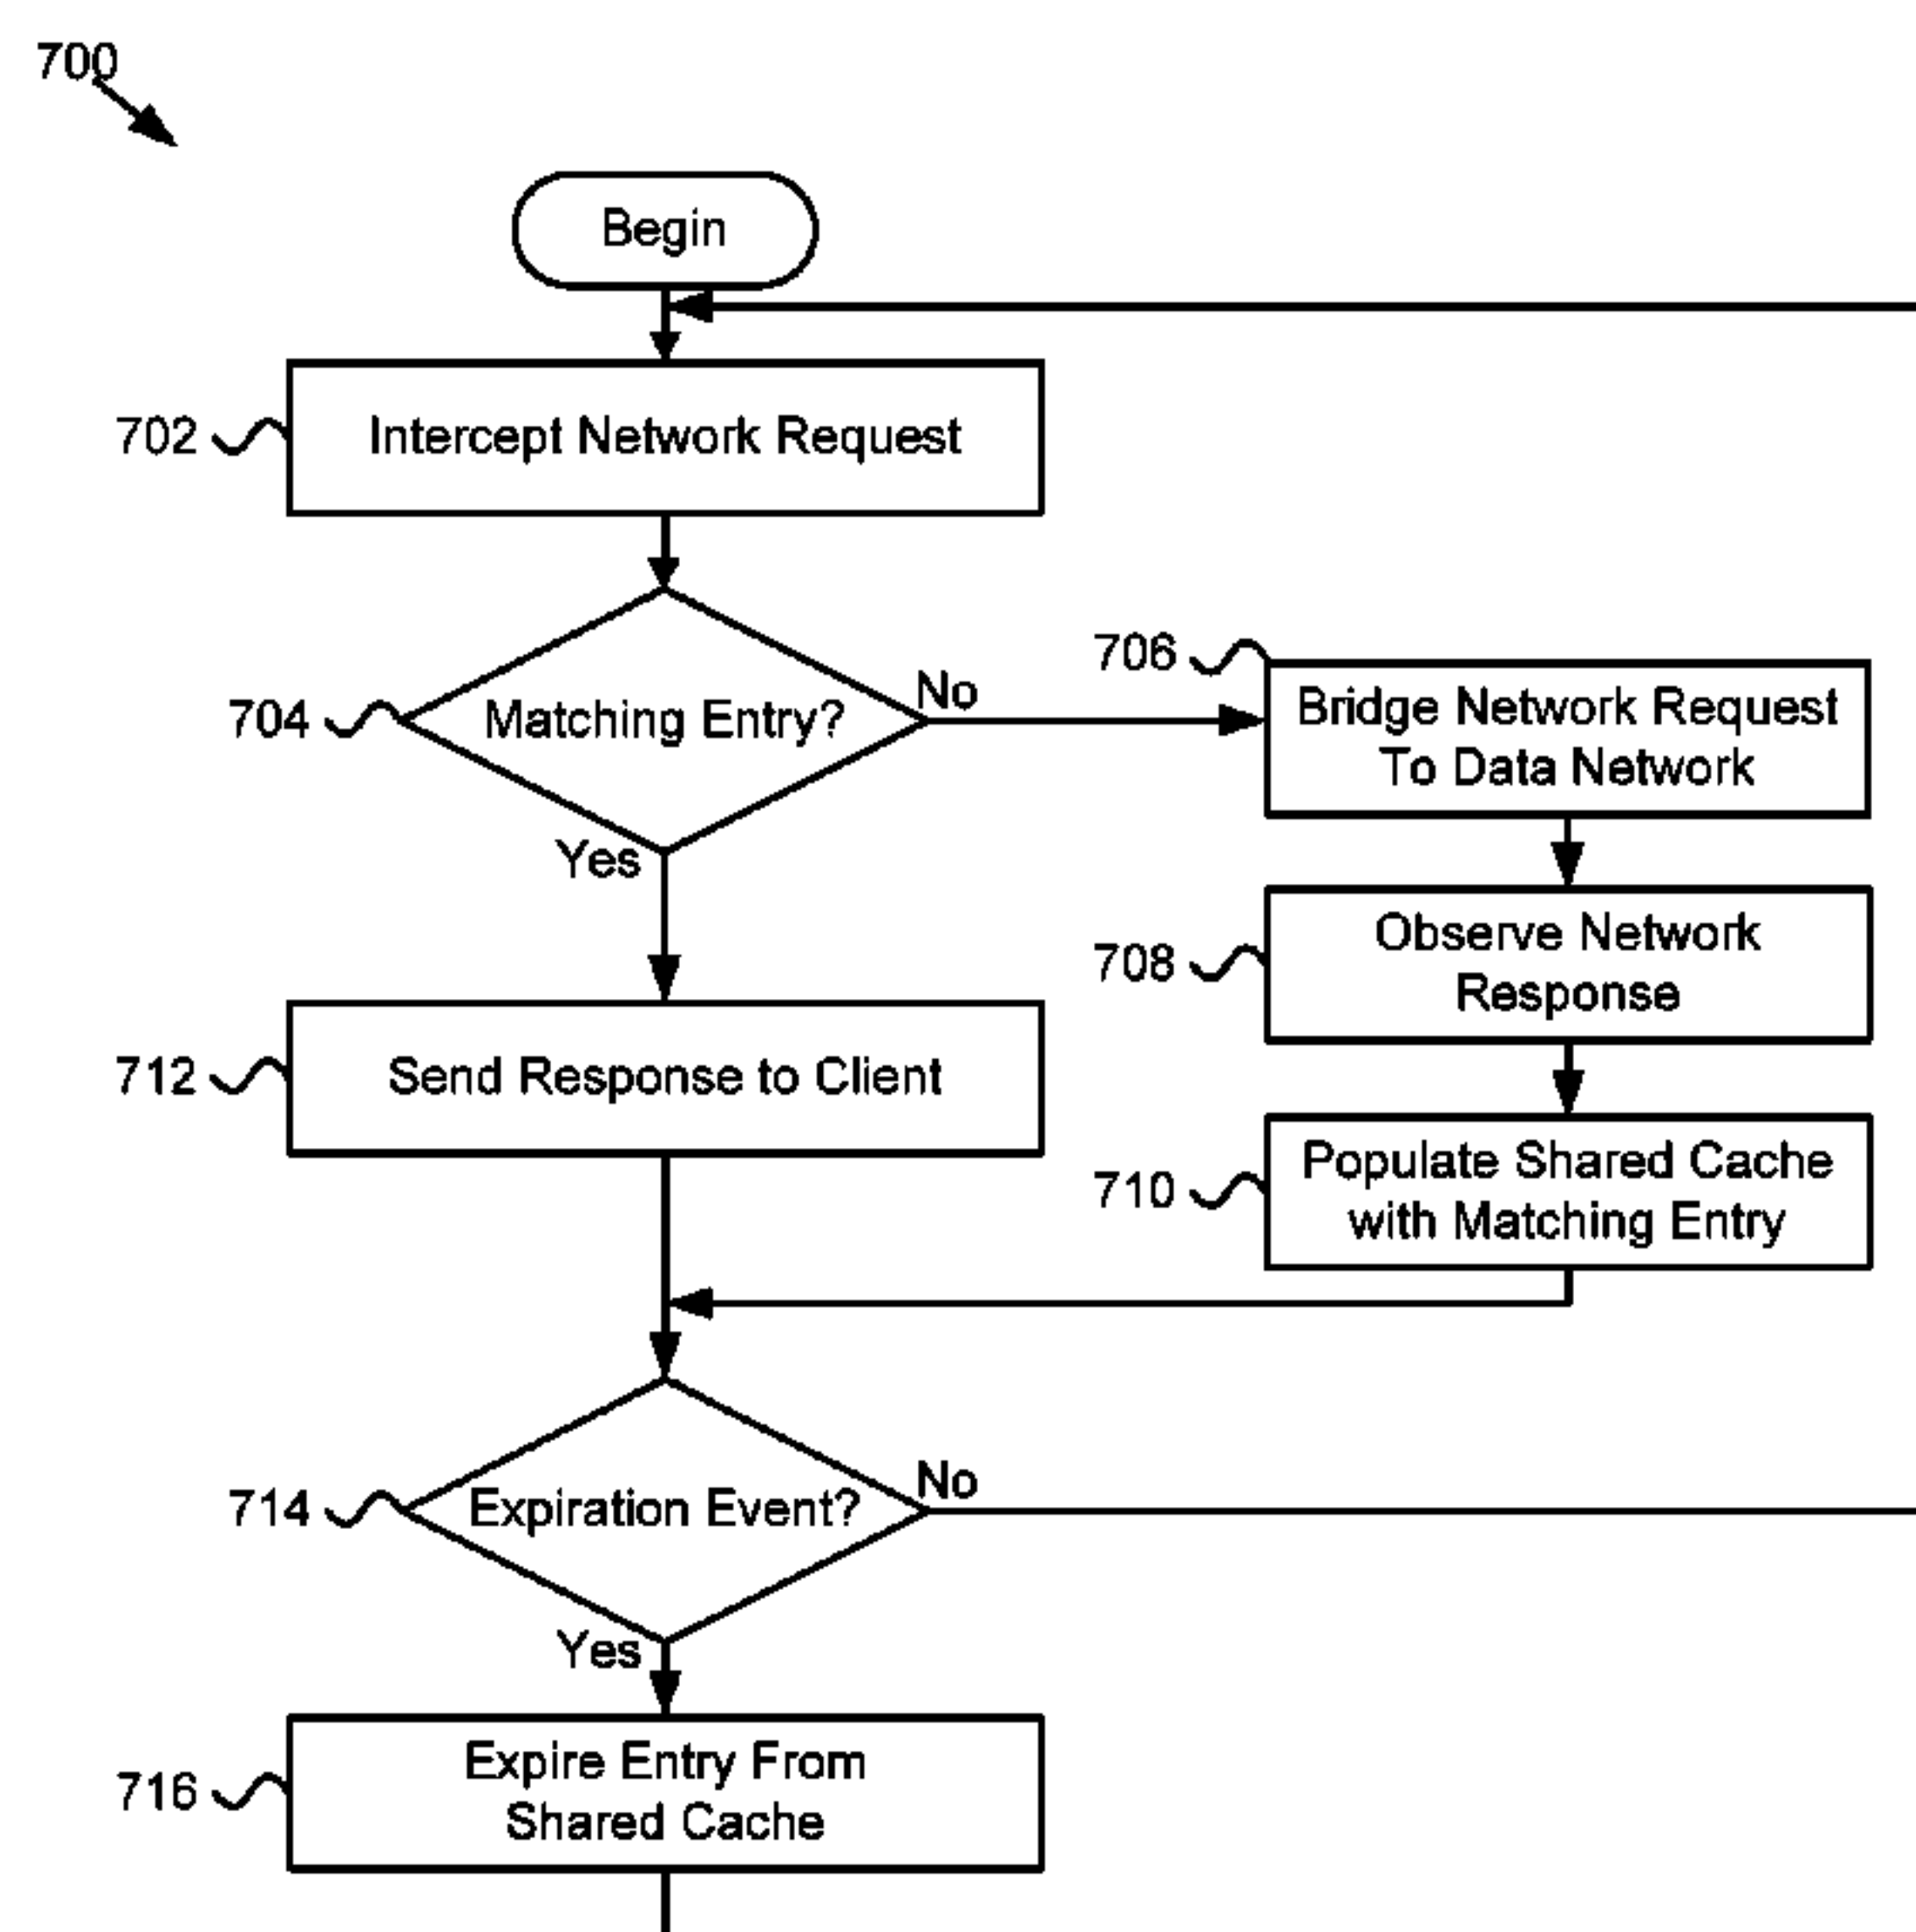 700
Begin
702
Intercept Network Request
704
Matching Entry?
No
Yes
706
Bridge Network Request
To Data Network
708
Observe Network
Response
710
Populate Shared Cache
with Matching Entry
712
Send Response to Client
714
Expiration Event?
No
Yes
716
Expire Entry From
Shared Cache